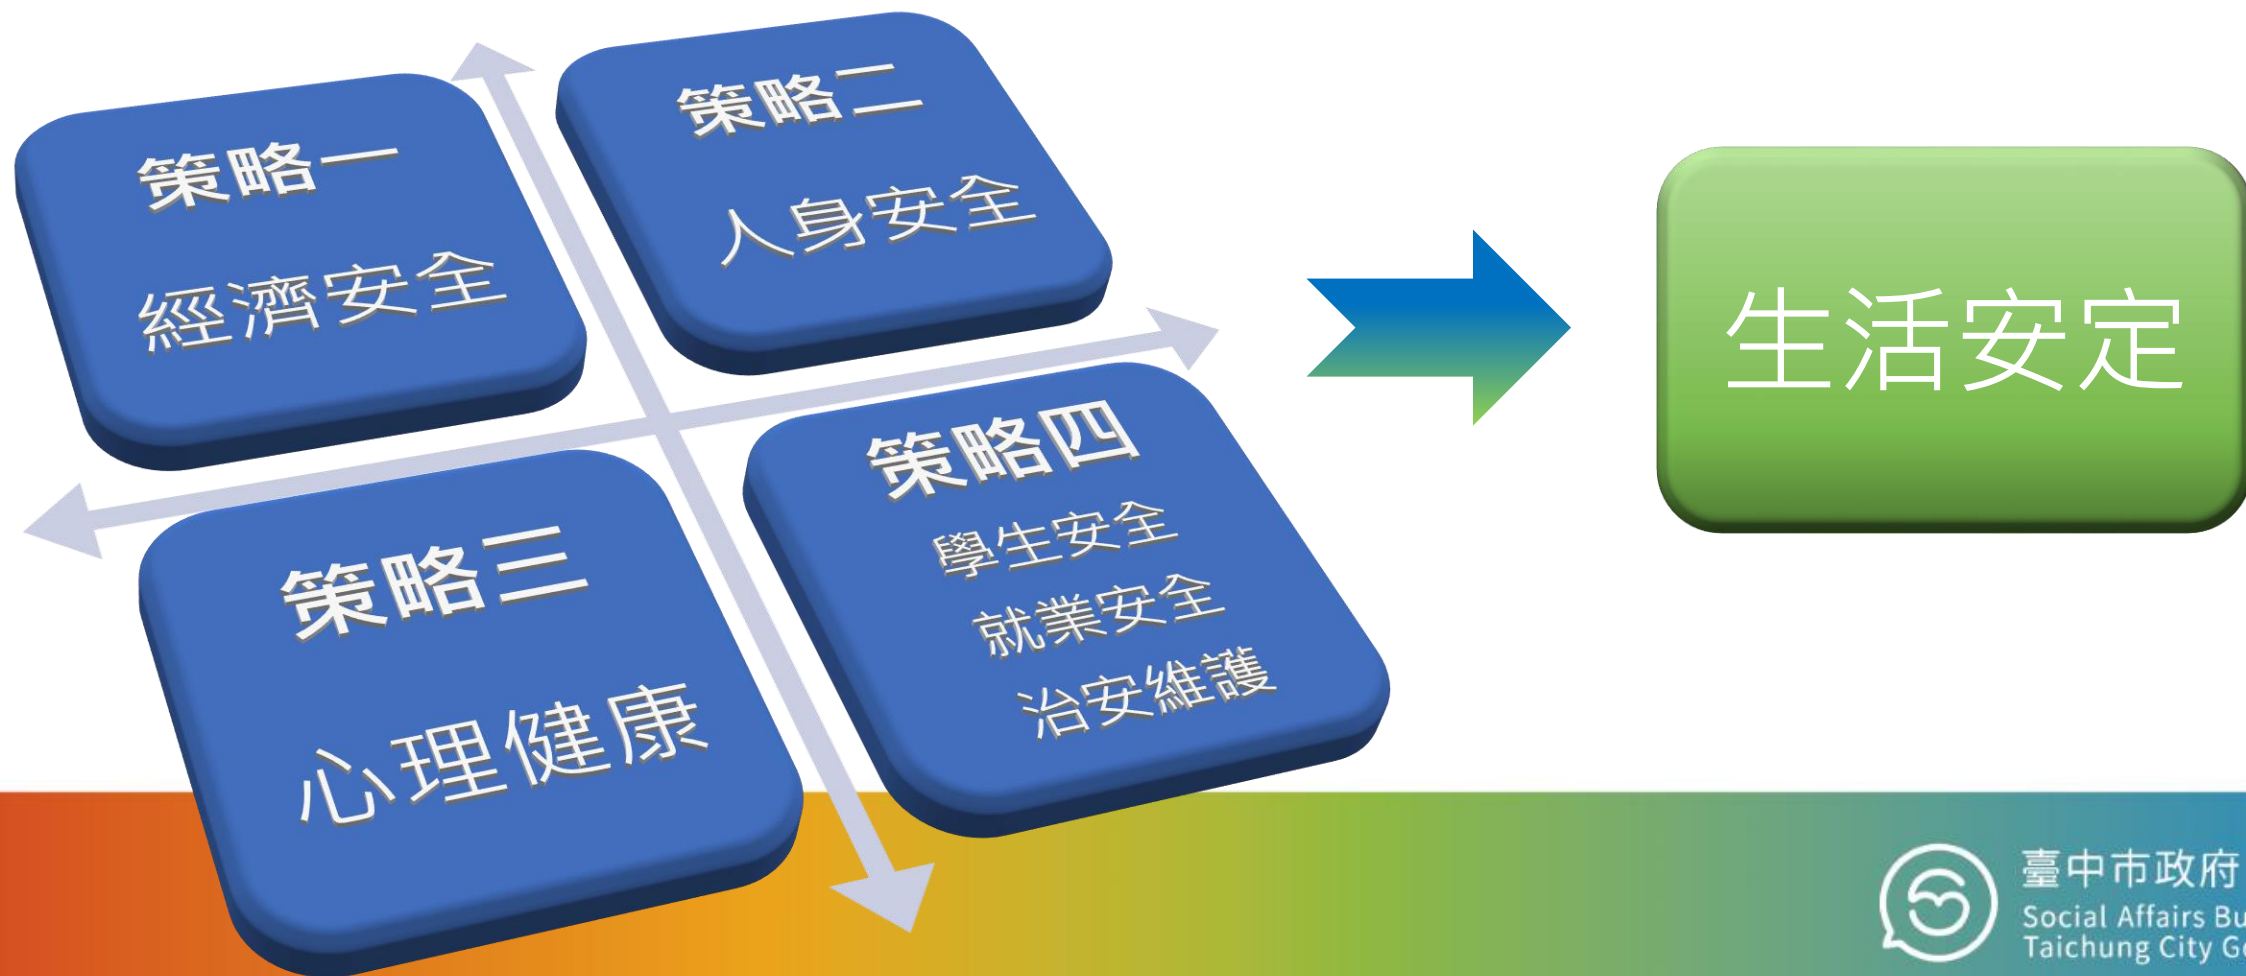 策略一
經濟安全
策略二
人身安全
策略三
心理健康
策略四
學生安全
就業安全
治安維護
生活安定
臺中市政府
Social Affairs
Taichung City